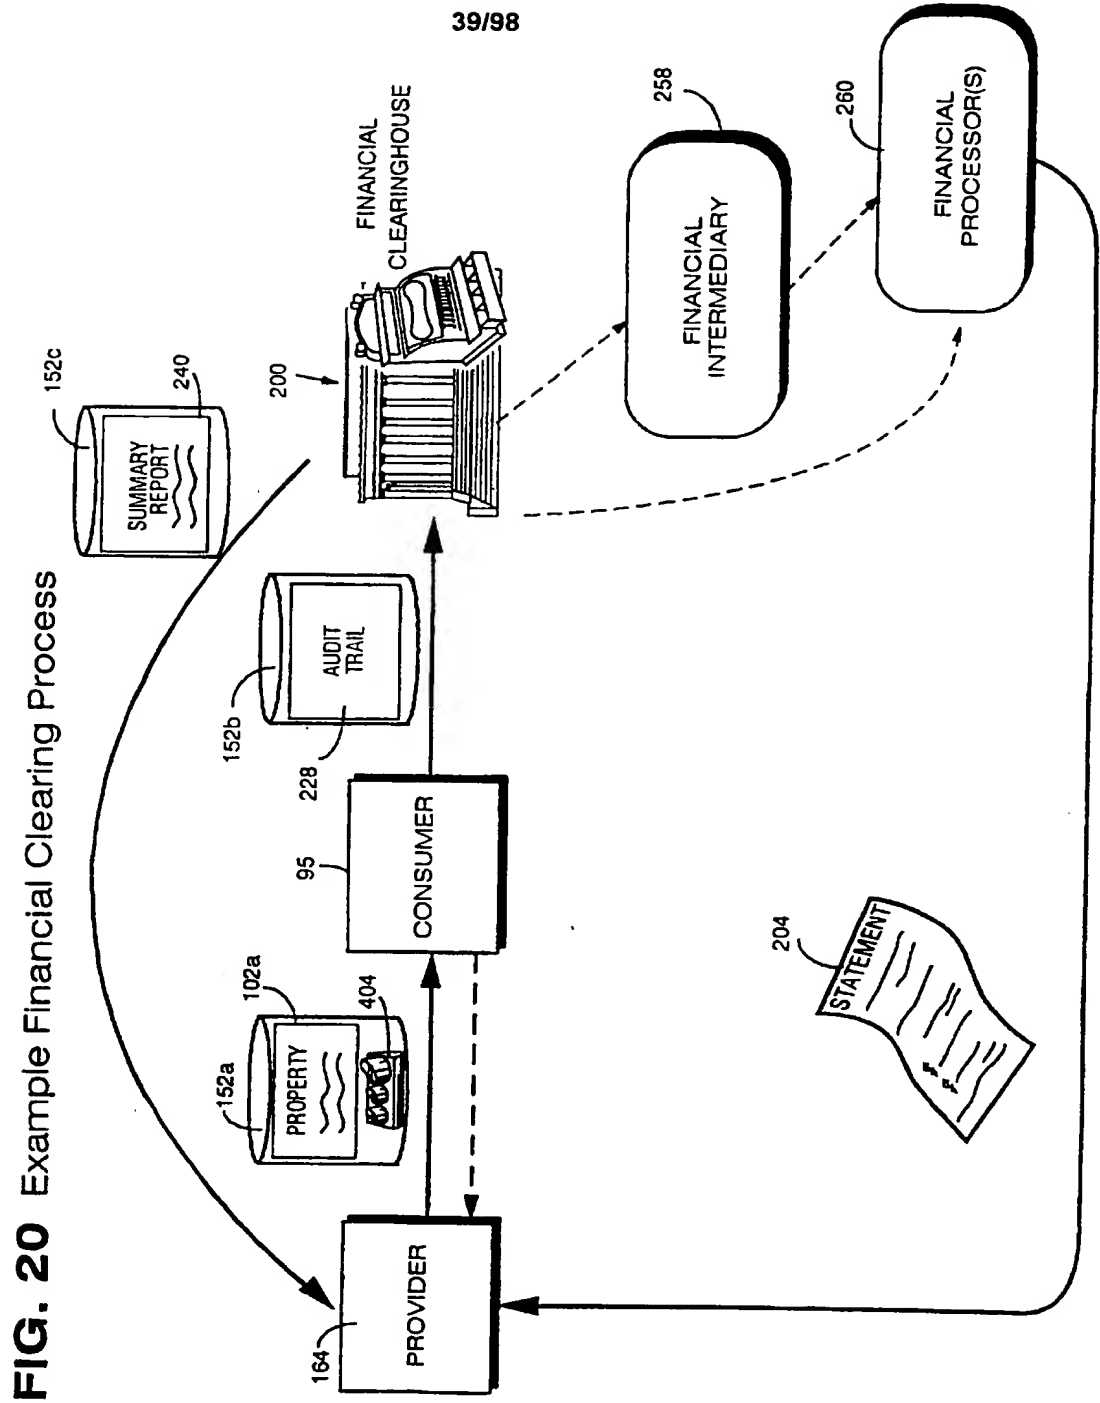 39/98
FIG. 20 Example Financial Clearing Process
152c
SUMMARY
REPORT
240
152a
PROPERTY
102a
404
152b
AUDIT
TRAIL
228
200
FINANCIAL
CLEARINGHOUSE
164
PROVIDER
95
CONSUMER
258
FINANCIAL
INTERMEDIARY
260
FINANCIAL
PROCESSOR(S)
204
STATEMENT